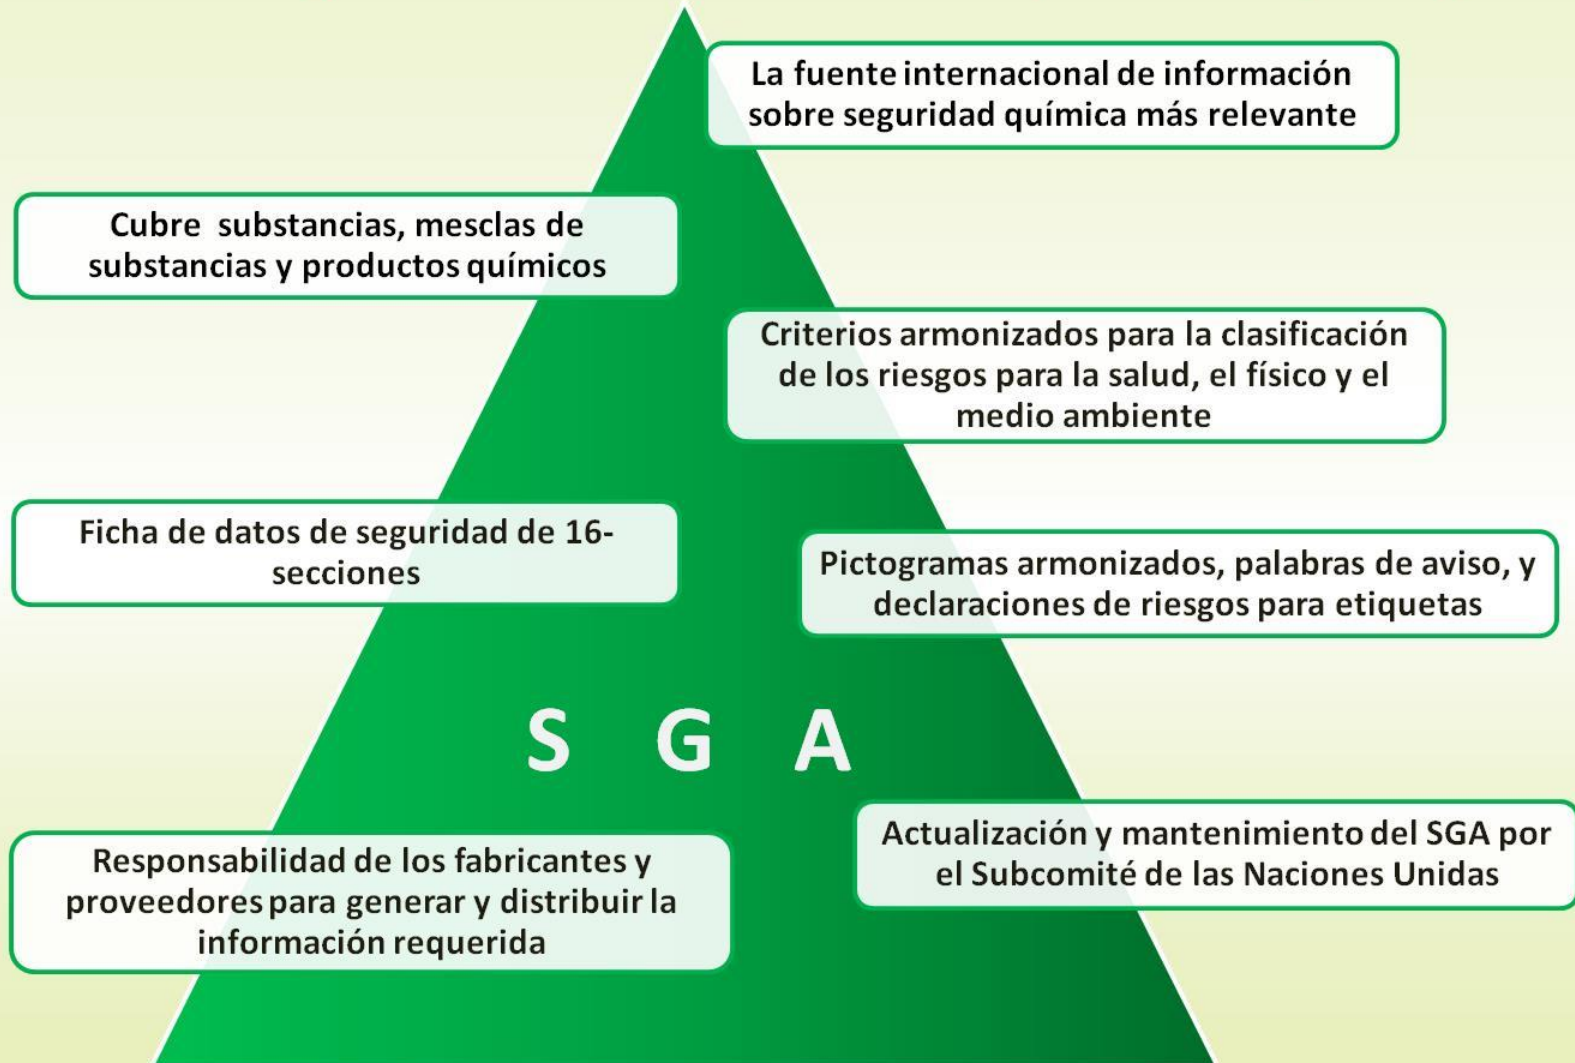 La fuente internacional de información
sobre seguridad química más relevante
Cubre substancias, mesclas de
substancias y productos químicos
Criterios armonizados para la clasificación
de los riesgos para la salud, el físico y el
medio ambiente
Ficha de datos de seguridad de 16-
secciones
Pictogramas armonizados, palabras de aviso, y
declaraciones de riesgos para etiquetas
S G A
Actualización y mantenimiento del SGA por
el Subcomité de las Naciones Unidas
Responsabilidad de los fabricantes y
proveedores para generar y distribuir la
información requerida